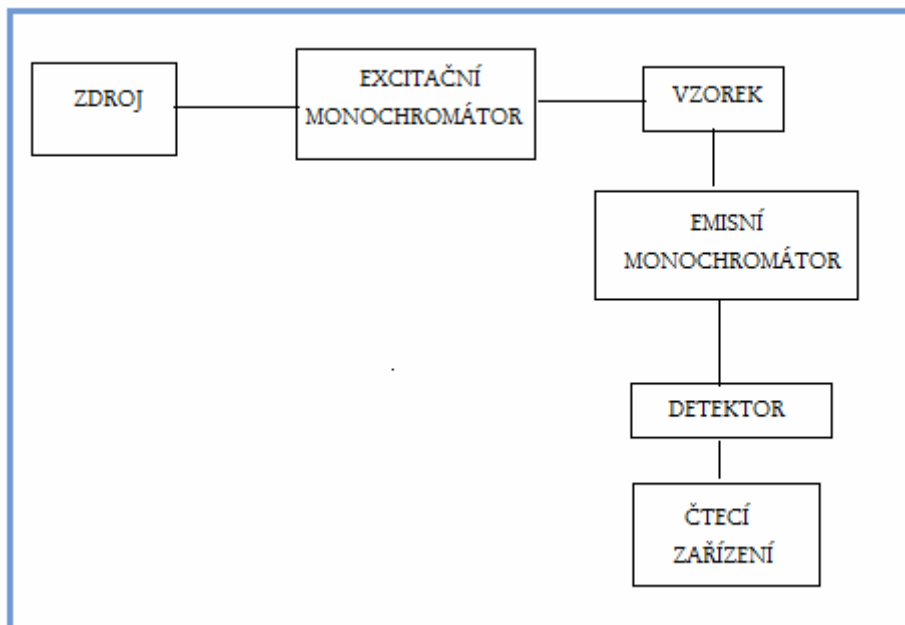 ZDROJ
EXCITAČNÍ
MONOCHROMÁTOR
VZOREK
EMISNÍ
MONOCHROMÁTOR
DETEKTOR
ČTECÍ
ZAŘÍZENÍ